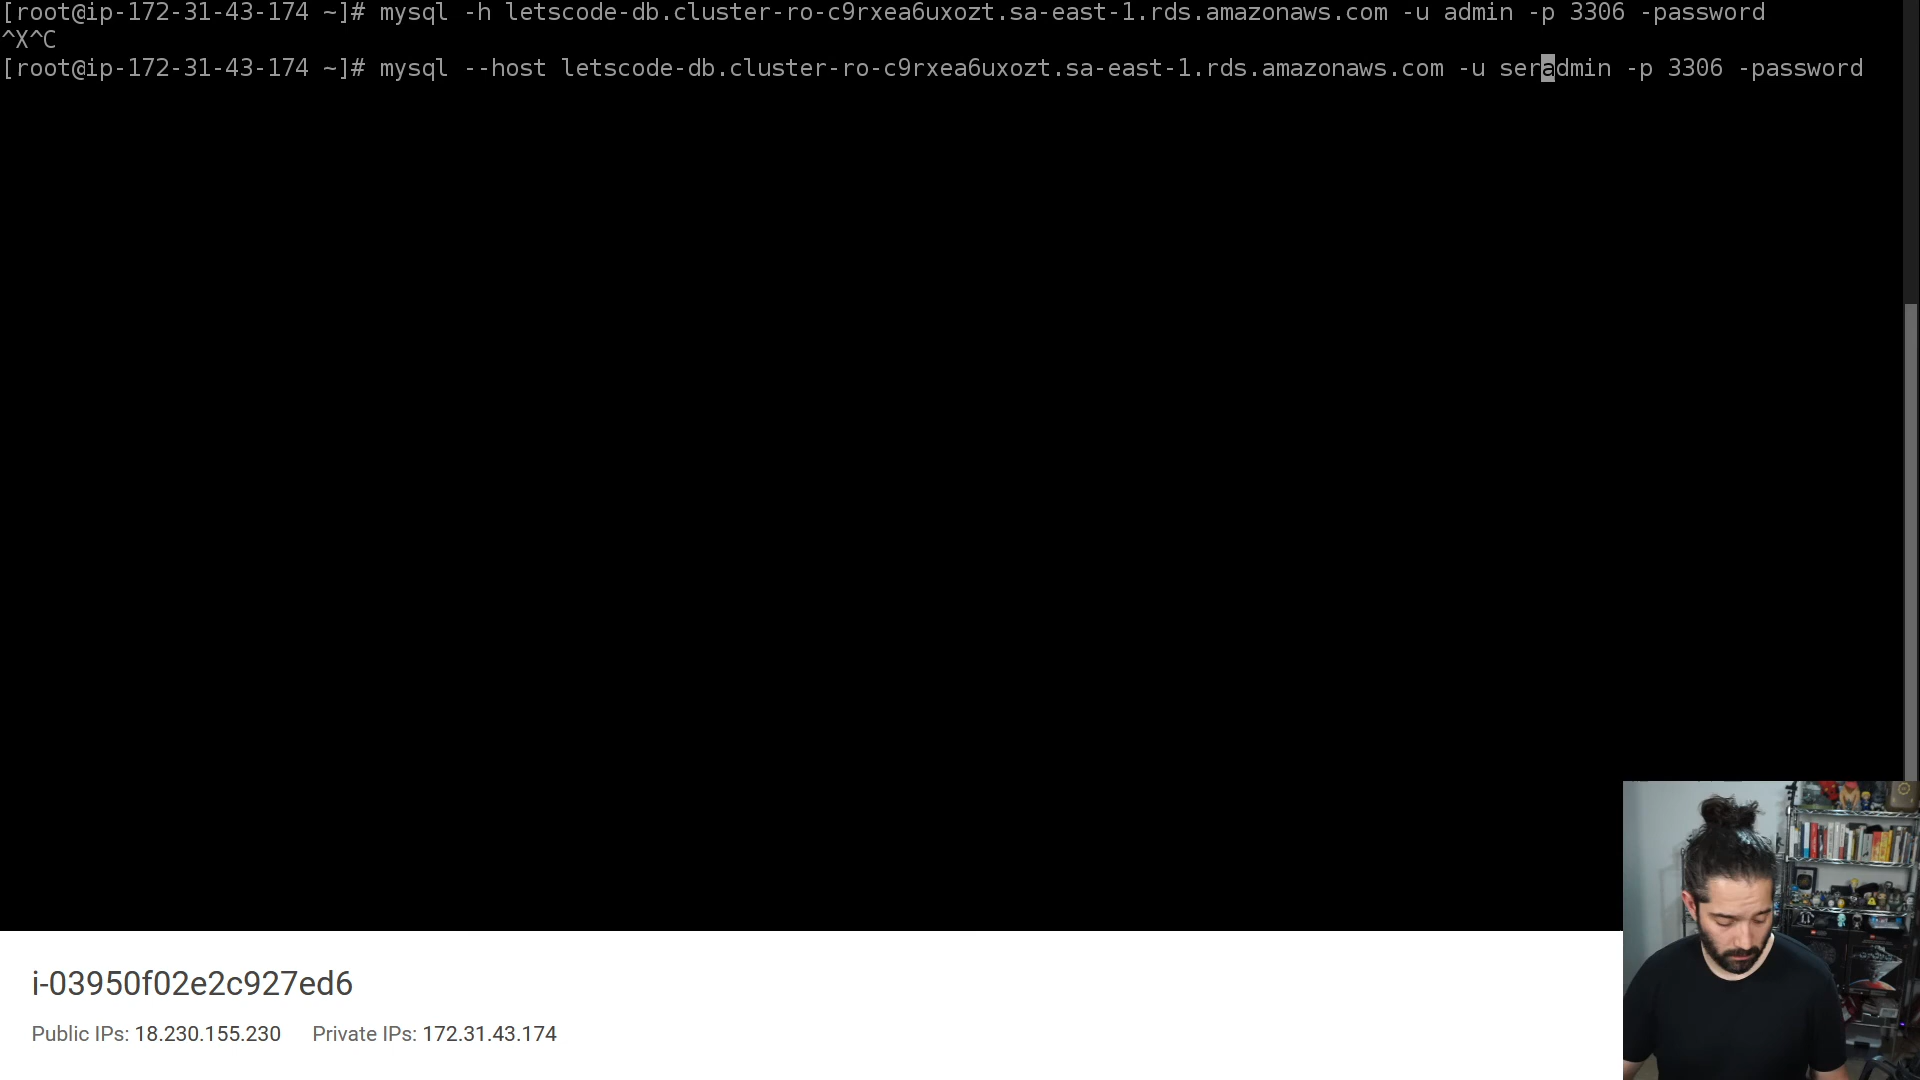 [root@ip-172-31-43-174 ~]# mysql -h letscode-db.cluster-ro-c9rxea6uxozt.sa-east-1.rds.amazonaws.com -u admin -p 3306 -password
^X^C
[root@ip-172-31-43-174 ~]# mysql --host letscode-db.cluster-ro-c9rxea6uxozt.sa-east-1.rds.amazonaws.com -u seradmin -p 3306 -password
i-03950f02e2c927ed6
Public IPs: 18.230.155.230 Private IPs: 172.31.43.174